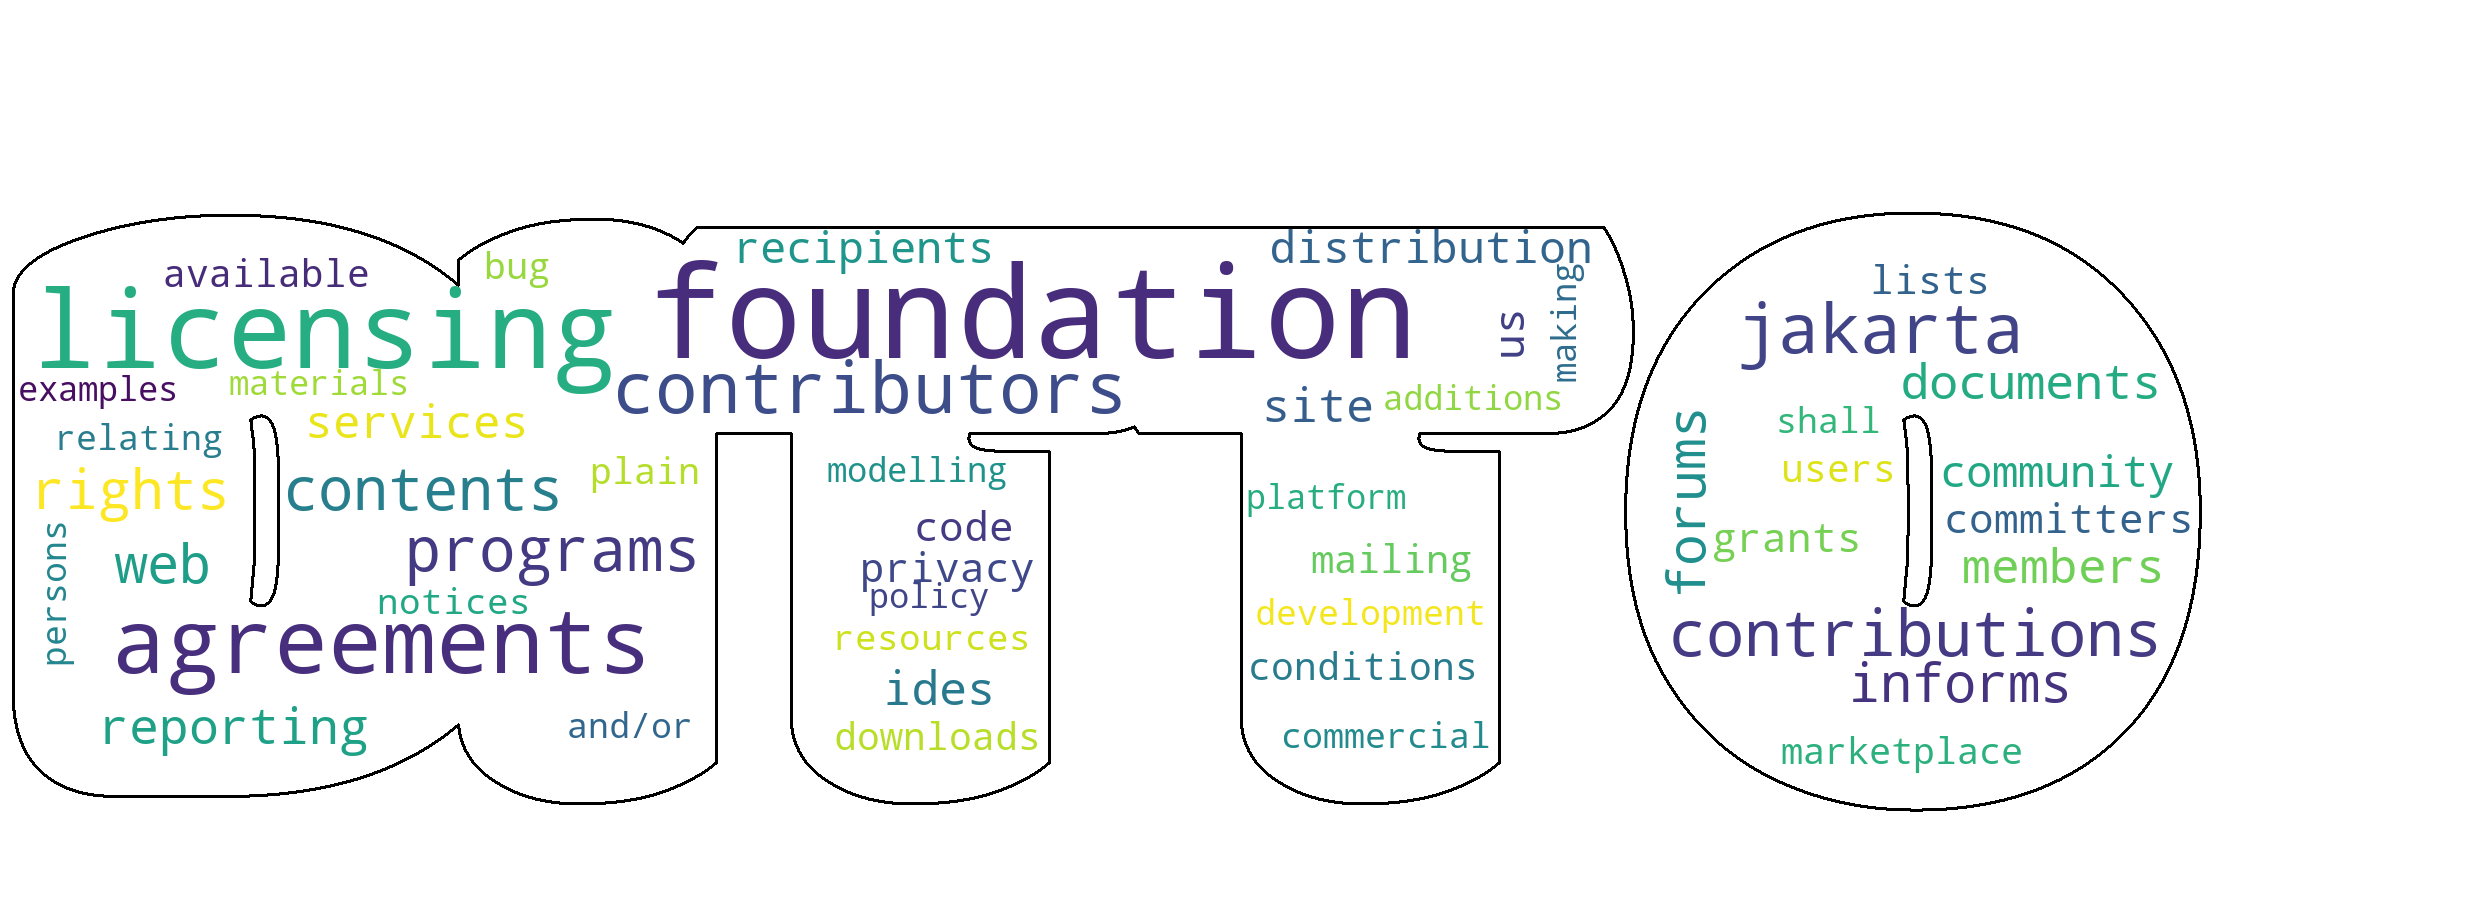 available
bug
licensing
examples
materials
services
relating
rights
contents
plain
persons
web
programs
notices
agreements
reporting
and/or
recipients
distribution
foundation
us
making
contributors
site
additions
modelling
code
privacy
policy
resources
ides
downloads
platform
mailing
development
conditions
commercial
lists
jakarta
documents
forums
shall
users
community
committers
grants
members
contributions
informs
marketplace